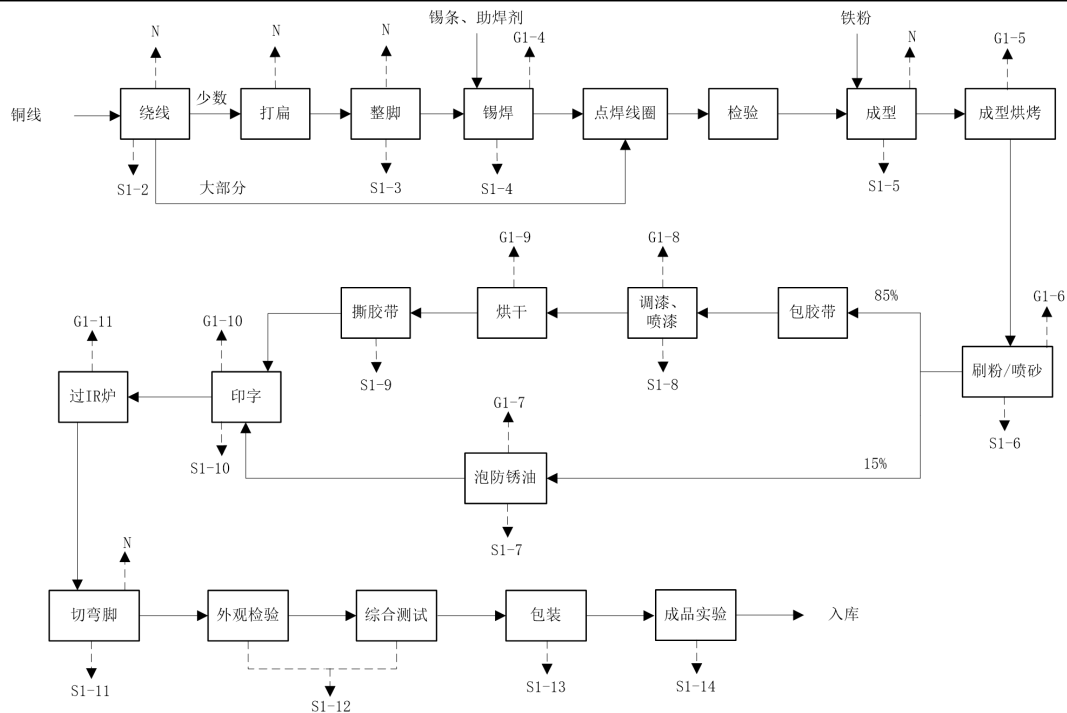 锡条、助焊剂
铁粉
N
N
N
G1-4
N
G1-5
铜线
绕线
少数
打扁
整脚
锡焊
点焊线圈
检验
成型
成型烘烤
S1-2
大部分
S1-3
S1-4
S1-5
G1-9
G1-8
G1-6
85%
撕胶带
烘干
调漆、
喷漆
包胶带
G1-11
G1-10
S1-9
S1-8
刷粉/喷砂
过IR炉
印字
G1-7
S1-10
S1-6
泡防锈油
15%
S1-7
N
切弯脚
外观检验
综合测试
包装
成品实验
入库
S1-11
S1-12
S1-13
S1-14